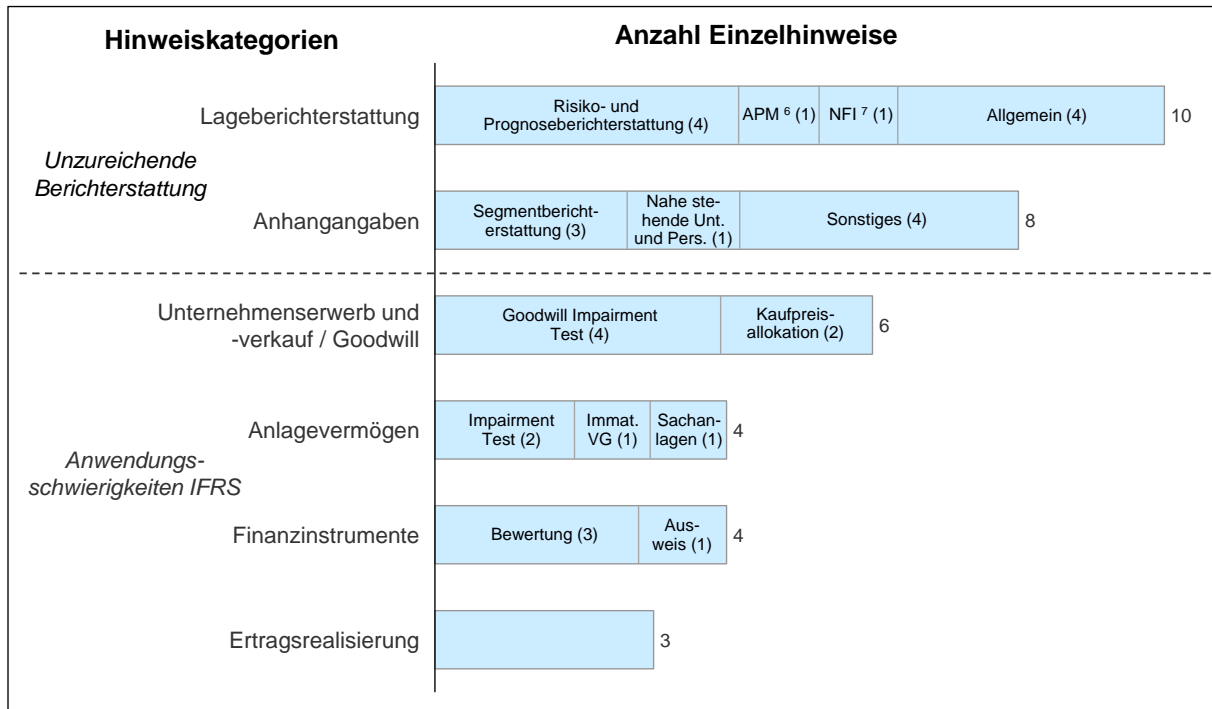 Hinweiskategorien
Anzahl Einzelhinweise
Lageberichterstattung
Risiko- und
Prognoseberichterstattung (4)
APM 6 (1)
NFI 7 (1)
Allgemein (4)
10
Unzureichende
Berichterstattung
Anhangangaben
Segmentbericht-
erstattung (3)
Nahe ste-
hende Unt.
und Pers. (1)
Sonstiges (4)
8
Unternehmenserwerb und
-verkauf / Goodwill
Goodwill Impairment
Test (4)
Kaufpreis-
allokation (2)
6
Anlagevermögen
Impairment
Test (2)
Immat.
VG (1)
Sachan-
lagen (1)
4
Anwendungs-
schwierigkeiten IFRS
Finanzinstrumente
Bewertung (3)
Aus-
weis (1)
4
Ertragsrealisierung
3